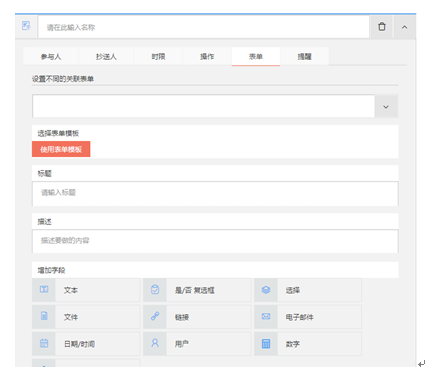 请在此输入名称
参与人 抄送人 时限 操作 表单 提醒
设置不同的关联表单
选择表单模板
使用表单模板
标题
请输入标题
描述
描述要做的内容
增加字段
文本 是/否 复选框 选择
文件 链接 电子邮件
日期/时间 用户 数字